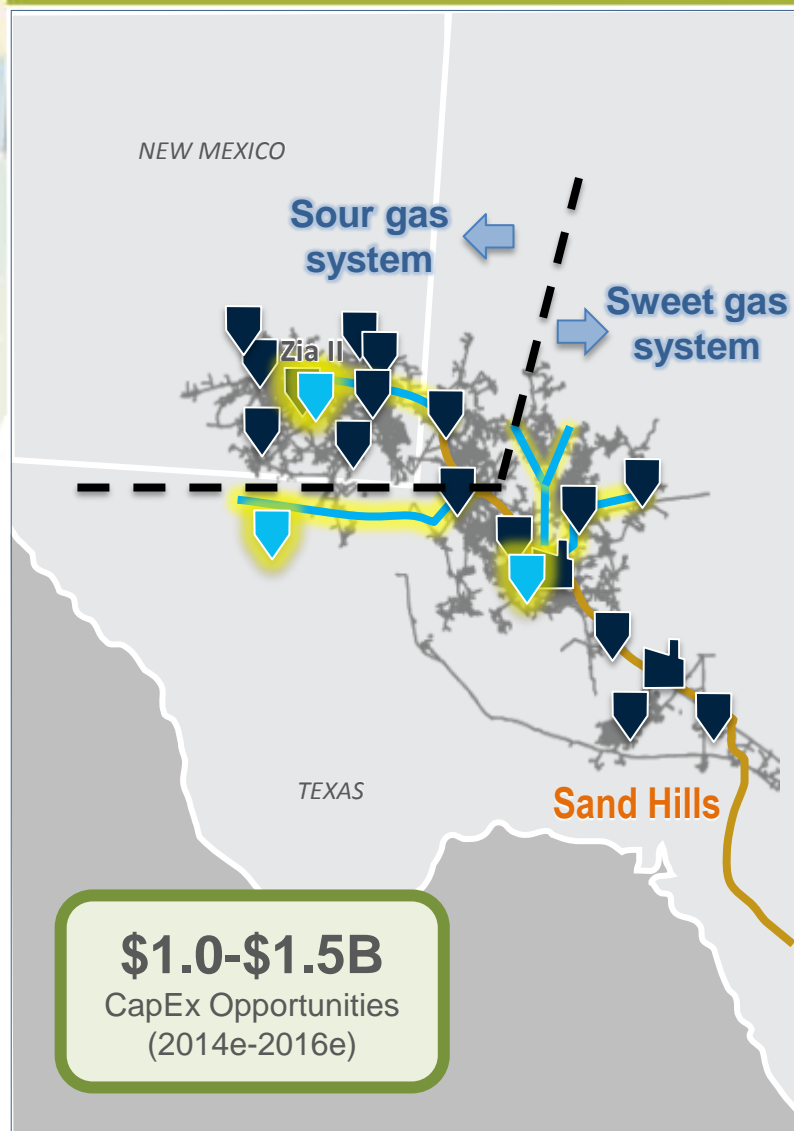 NEW MEXICO
Sour gas
system
Sweet gas
system
Zia II
TEXAS
Sand Hills
$1.0-$1.5B
CapEx Opportunities
(2014e-2016e)